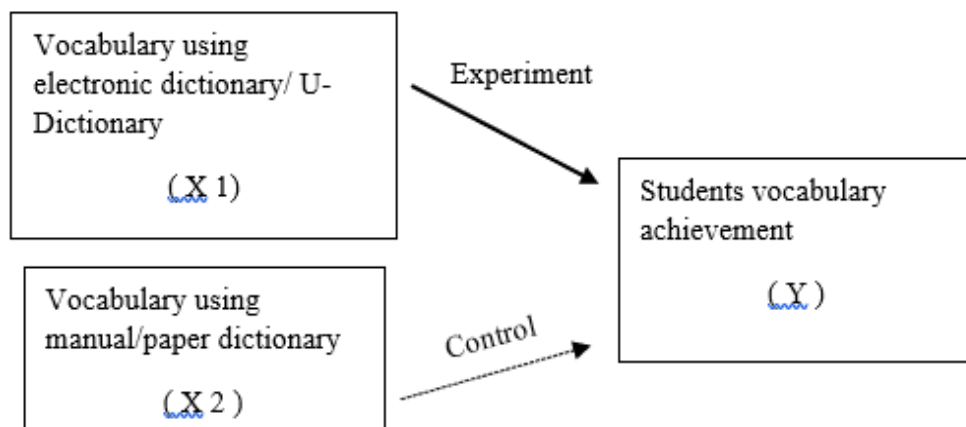 Vocabulary using
electronic dictionary/ U-
Dictionary
( X 1)
Experiment
Students vocabulary
achievement
( Y )
Vocabulary using
manual/paper dictionary
( X 2 )
Control